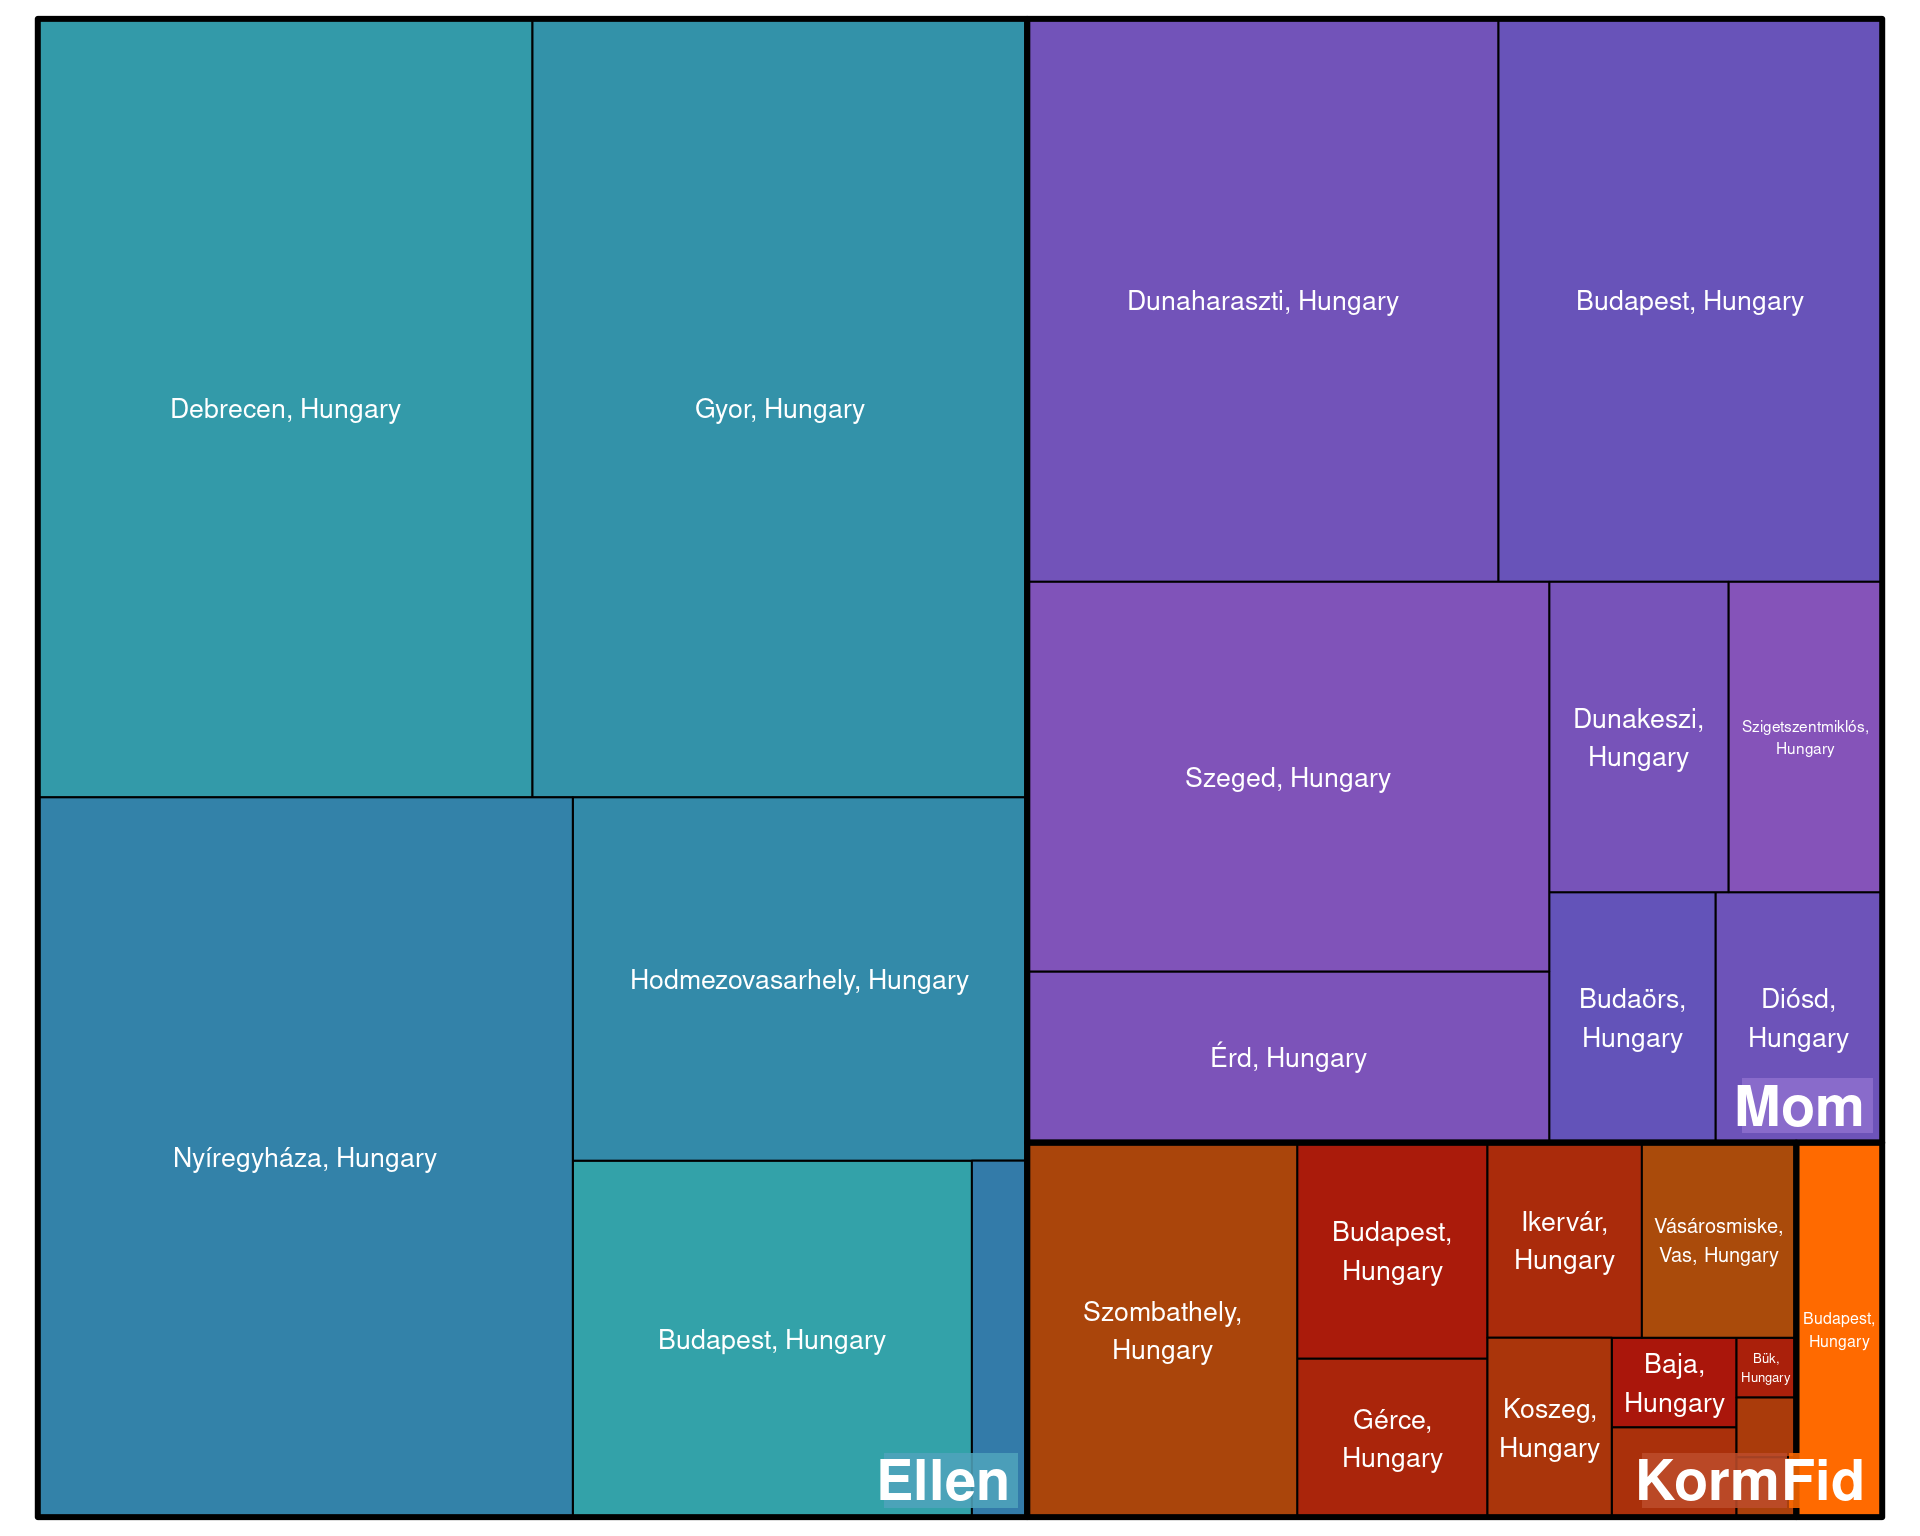 Debrecen, Hungary
Gyor, Hungary
Nyíregyháza, Hungary
Hodmezovasarhely, Hungary
Budapest, Hungary
Ellen
Dunaharaszti, Hungary
Budapest, Hungary
Szeged, Hungary
Dunakeszi,
Hungary
Szigetszentmiklós,
Hungary
Érd, Hungary
Budaörs,
Hungary
Diósd,
Hungary
Mom
Szombathely,
Hungary
Budapest,
Hungary
Gérce,
Hungary
Ikervár,
Hungary
Vásárosmiske,
Vas, Hungary
Koszeg,
Hungary
Baja,
Hungary
Bük,
Hungary
Budapest,
Hungary
KormFid